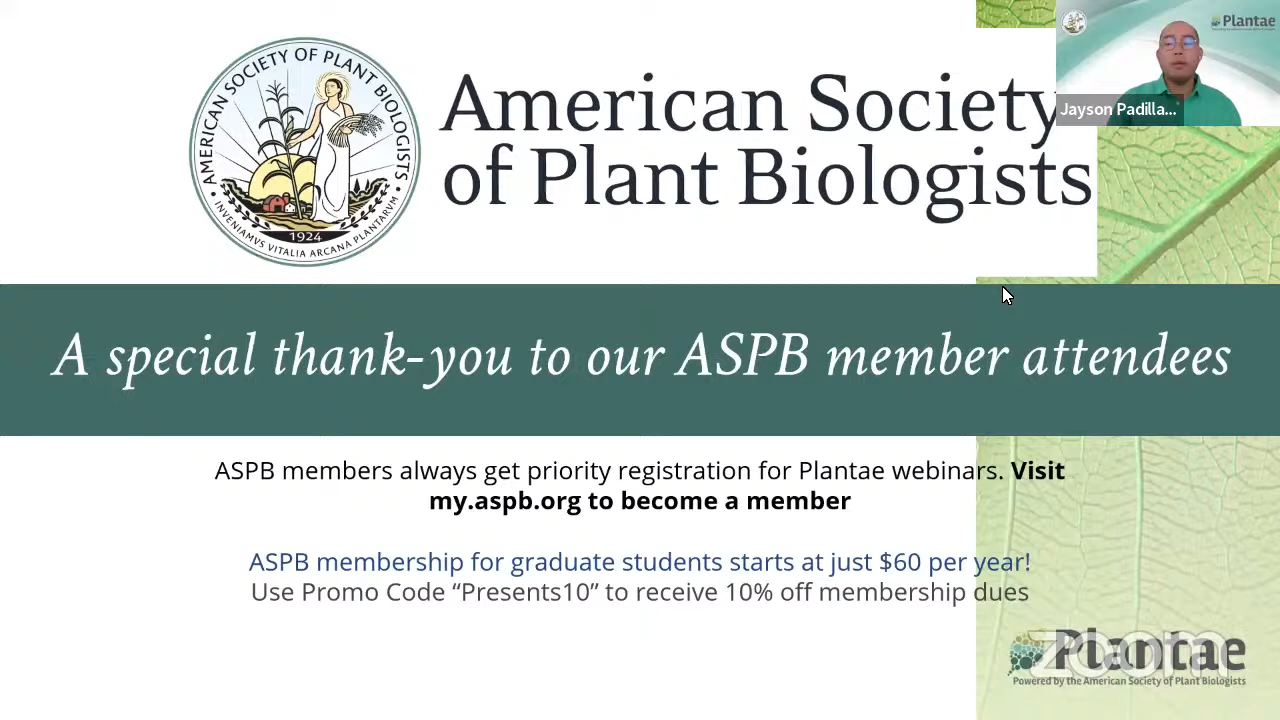 AMERICAN SOCIETY OF PLANT BIOLOGISTS
1924
INVENIAMVS VITALIA ARCANA PLANTARVM
American Society
of Plant Biologists
Plantae
Jayson Padilla...
A special thank-you to our ASPB member attendees
ASPB members always get priority registration for Plantae webinars. Visit
my.aspb.org to become a member
ASPB membership for graduate students starts at just $60 per year!
Use Promo Code “Presents10” to receive 10% off membership dues
zoom
Plantae
Powered by the American Society of Plant Biologists